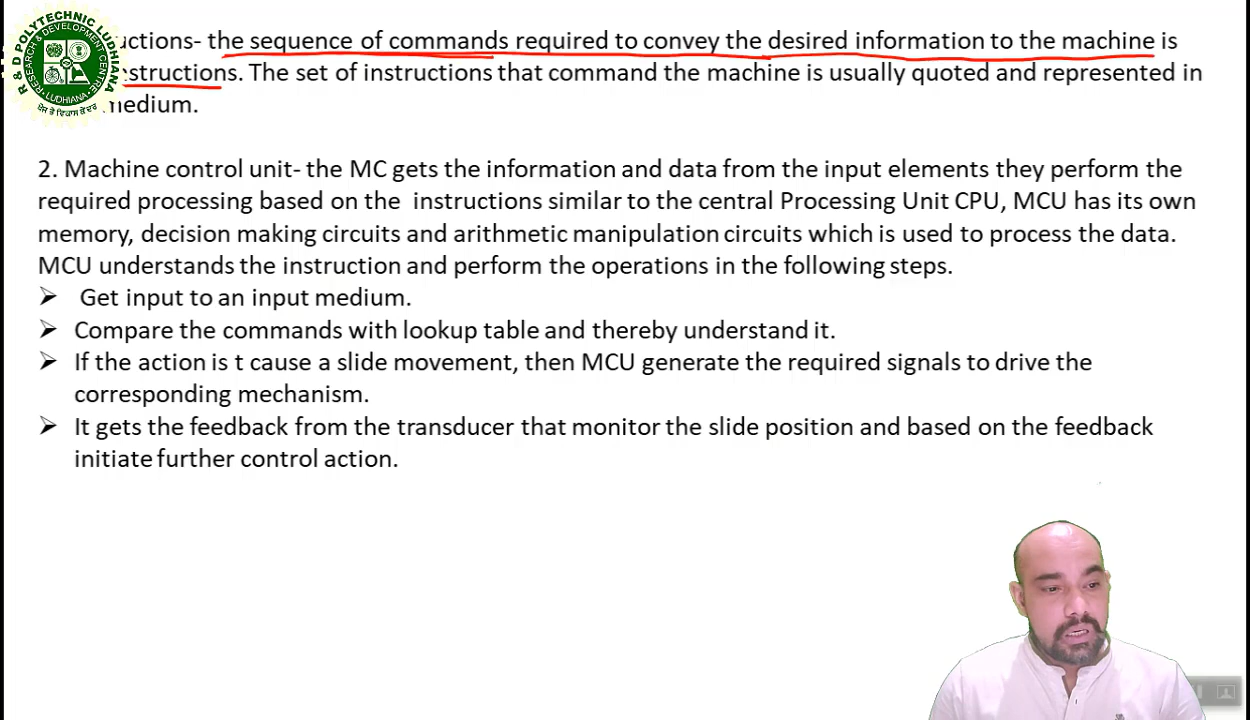 R & D POLYTECHNIC LUDHIANA
RESEARCH & DEVELOPMENT CENTRE
LUDHIANA
uctions- the sequence of commands required to convey the desired information to the machine is
structions. The set of instructions that command the machine is usually quoted and represented in
medium.
2. Machine control unit- the MC gets the information and data from the input elements they perform the
required processing based on the instructions similar to the central Processing Unit CPU, MCU has its own
memory, decision making circuits and arithmetic manipulation circuits which is used to process the data.
MCU understands the instruction and perform the operations in the following steps.
➢ Get input to an input medium.
➢ Compare the commands with lookup table and thereby understand it.
➢ If the action is t cause a slide movement, then MCU generate the required signals to drive the
corresponding mechanism.
➢ It gets the feedback from the transducer that monitor the slide position and based on the feedback
initiate further control action.